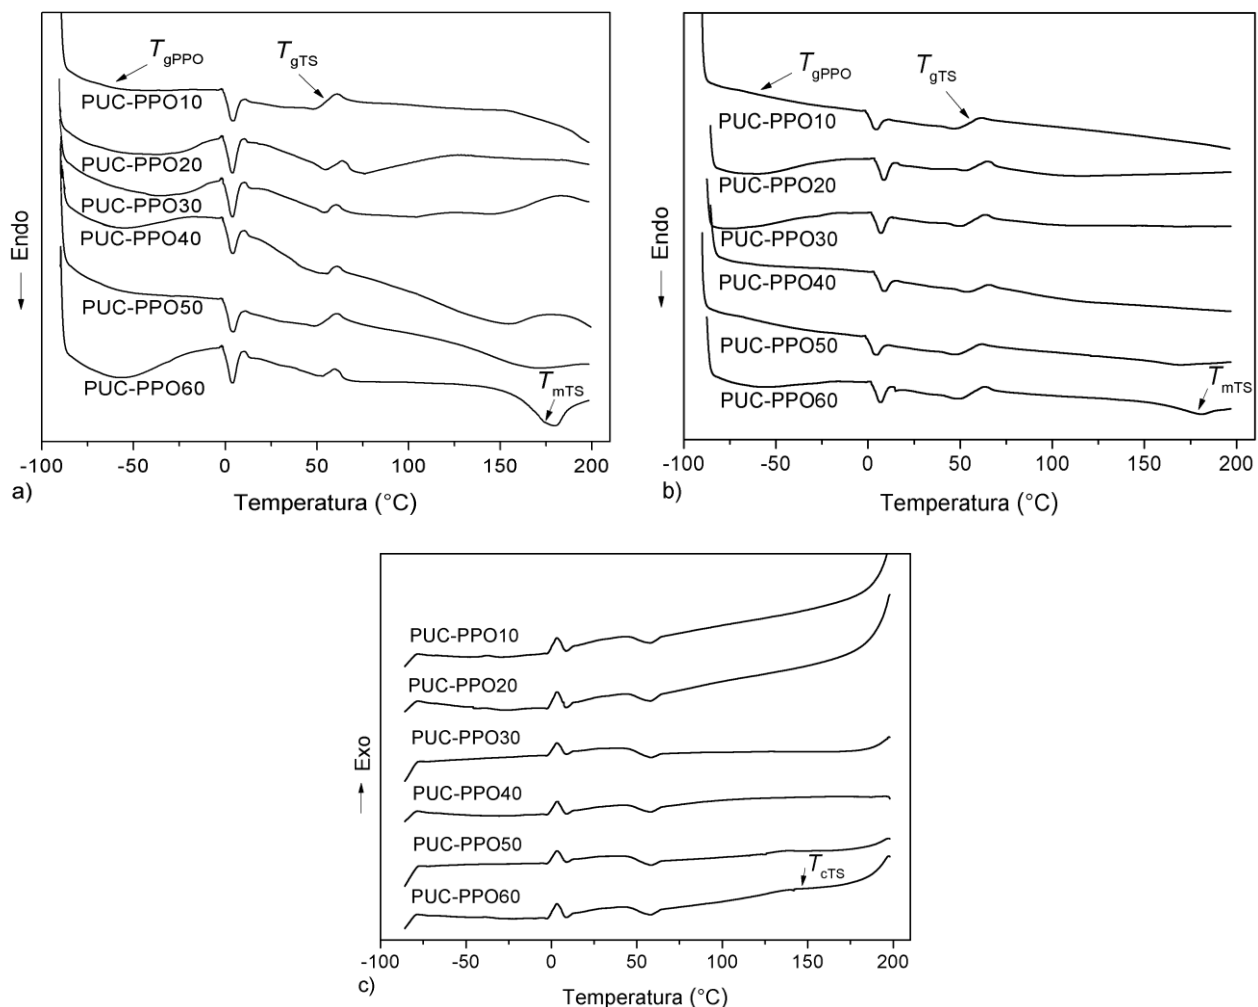 ← Endo
T gPPO
T gTS
PUC-PPO10
PUC-PPO20
PUC-PPO30
PUC-PPO40
PUC-PPO50
PUC-PPO60
T mTS
-100 -50 0 50 100 150 200
Temperatura (°C)
a)
← Endo
T gPPO
T gTS
PUC-PPO10
PUC-PPO20
PUC-PPO30
PUC-PPO40
PUC-PPO50
PUC-PPO60
T mTS
-100 -50 0 50 100 150 200
Temperatura (°C)
b)
→ Exo
PUC-PPO10
PUC-PPO20
PUC-PPO30
PUC-PPO40
PUC-PPO50
T cTS
PUC-PPO60
-100 -50 0 50 100 150 200
Temperatura (°C)
c)